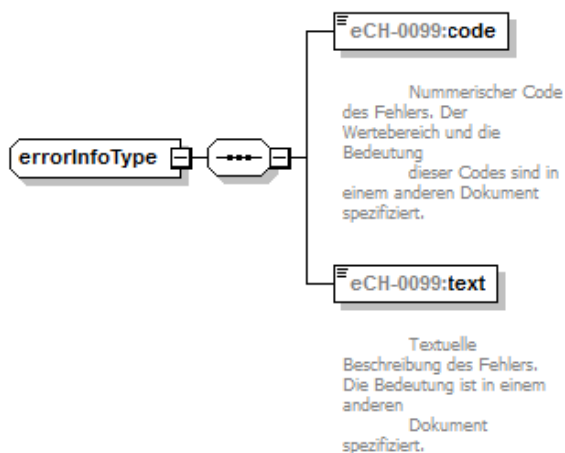 eCH-0099:code
Nummerischer Code
des Fehlers. Der
Wertebereich und die
Bedeutung
dieser Codes sind in
einem anderen Dokument
spezifiziert.
errorInfoType
eCH-0099:text
Textuelle
Beschreibung des Fehlers.
Die Bedeutung ist in einem
anderen
Dokument
spezifiziert.